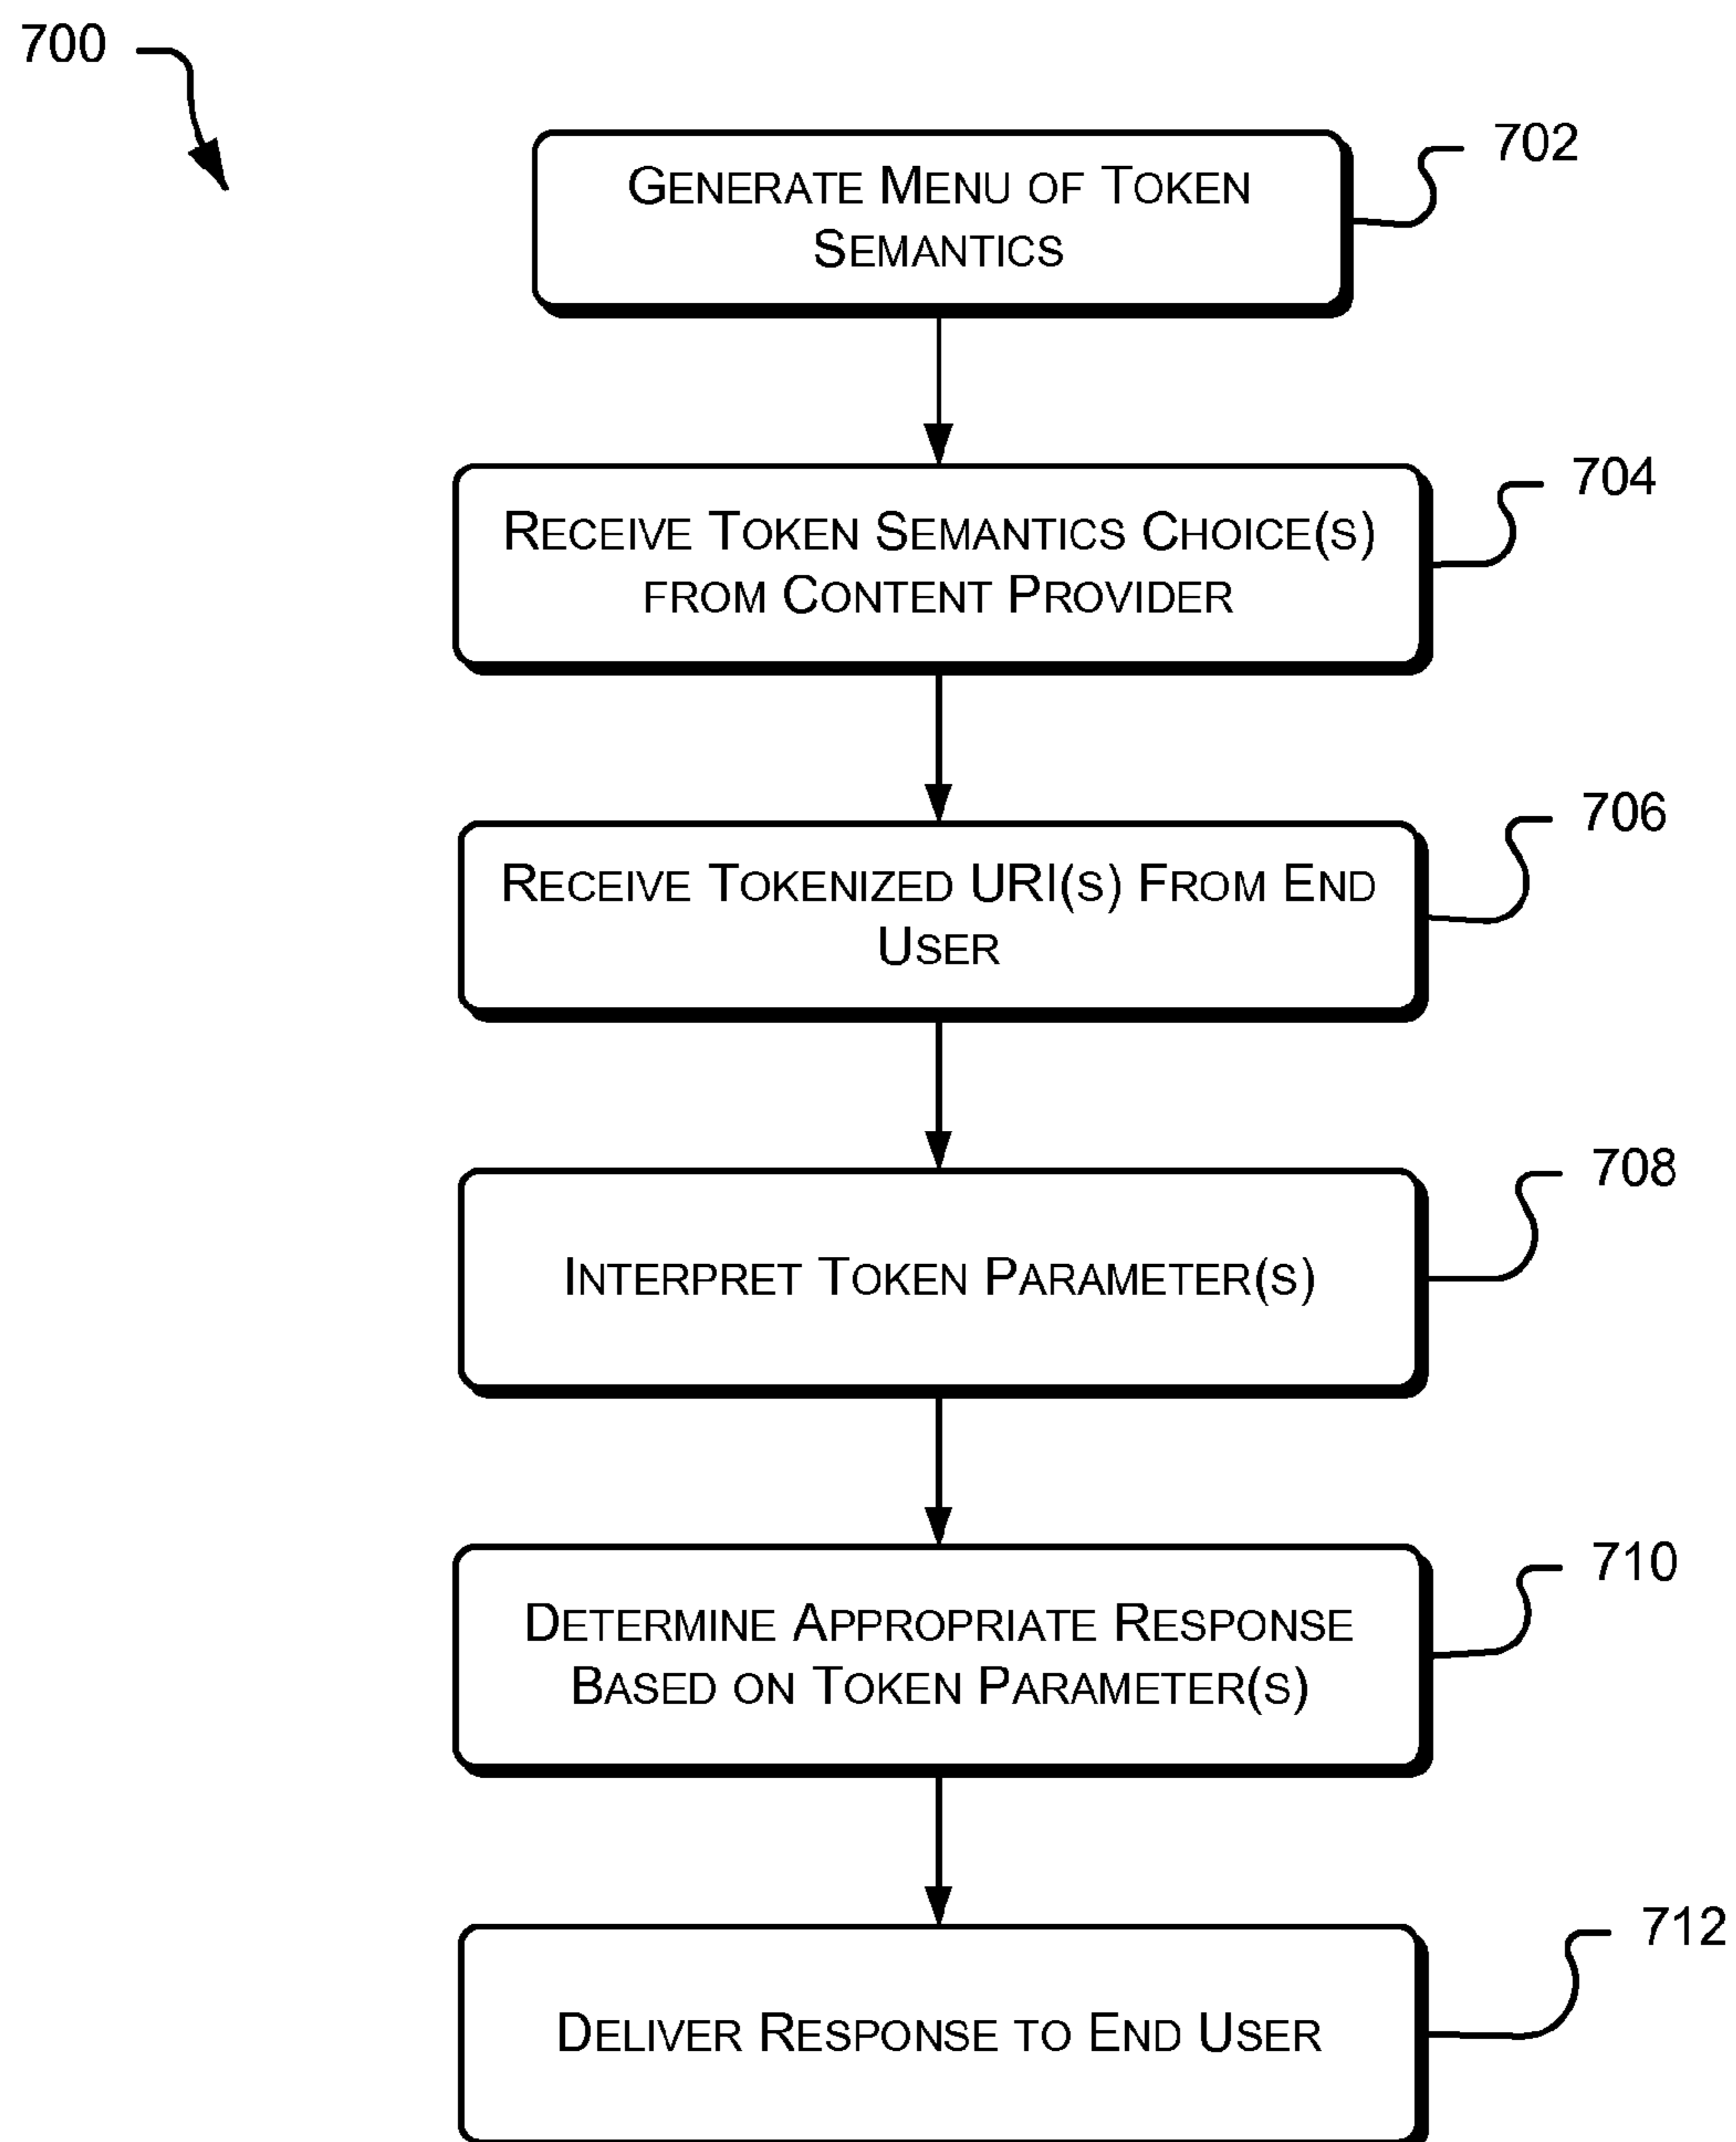 700
702
GENERATE MENU OF TOKEN
SEMANTICS
704
RECEIVE TOKEN SEMANTICS CHOICE(S)
FROM CONTENT PROVIDER
706
RECEIVE TOKENIZED URI(S) FROM END
USER
708
INTERPRET TOKEN PARAMETER(S)
710
DETERMINE APPROPRIATE RESPONSE
BASED ON TOKEN PARAMETER(S)
712
DELIVER RESPONSE TO END USER